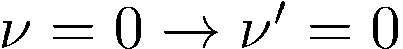 ν = 0 → ν′ = 0